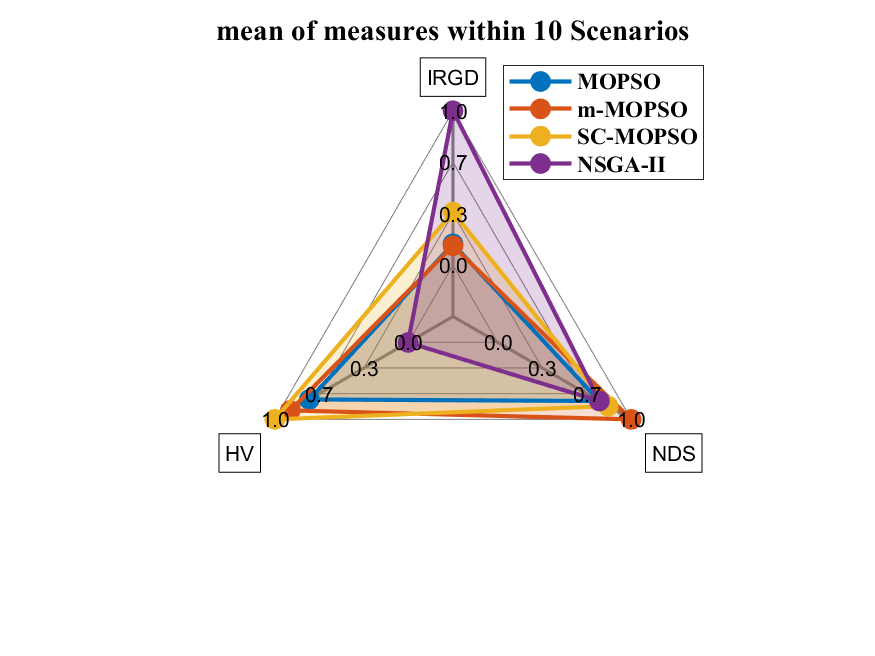 mean of measures within 10 Scenarios
IRGD
MOPSO
m-MOPSO
SC-MOPSO
NSGA-II
1.0
0.7
0.3
0.0
0.0 0.0
0.3 0.3
0.7 0.7
1.0 1.0
HV NDS